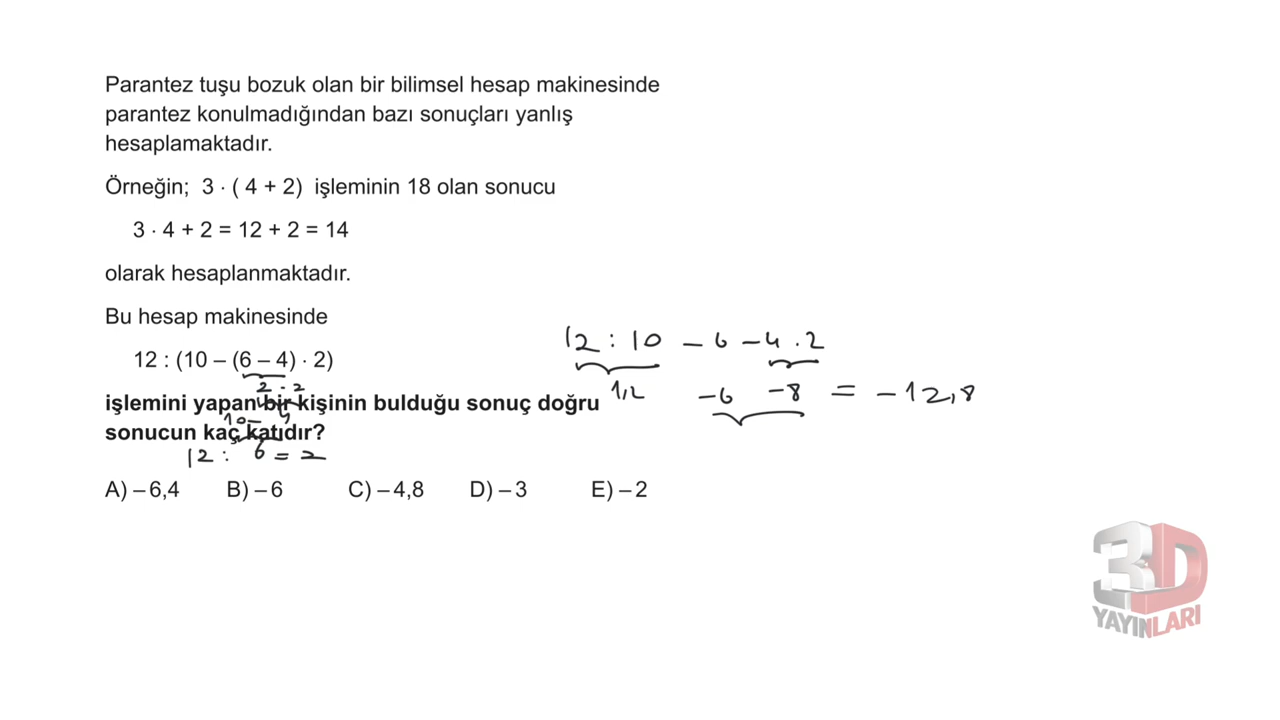 Parantez tuşu bozuk olan bir bilimsel hesap makinesinde
parantez konulmadığından bazı sonuçları yanlış
hesaplamaktadır.
Örneğin; 3 · ( 4 + 2) işleminin 18 olan sonucu
3 · 4 + 2 = 12 + 2 = 14
olarak hesaplanmaktadır.
Bu hesap makinesinde
12 : 10 – 6 – 4 . 2
12 : (10 – (6 – 4) · 2)
2 . 2
1,2 –6 –8 = –12,8
işlemini yapan bir kişinin bulduğu sonuç doğru
10 – 4
sonucun kaç katıdır?
12 : 6 = 2
A) – 6,4 B) – 6 C) – 4,8 D) – 3 E) – 2
3D
YAYINLARI